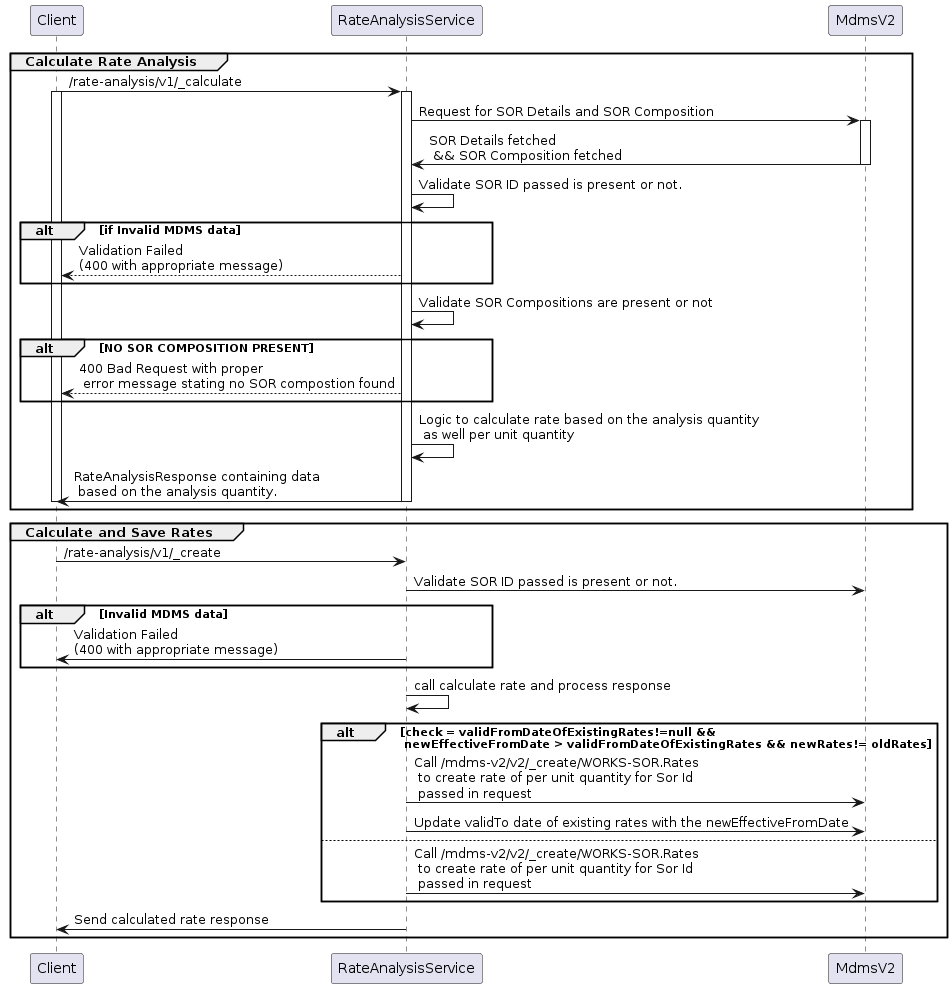 Client
RateAnalysisService
MdmsV2
Calculate Rate Analysis
/rate-analysis/v1/_calculate
Request for SOR Details and SOR Composition
SOR Details fetched
&& SOR Composition fetched
Validate SOR ID passed is present or not.
alt
[if Invalid MDMS data]
Validation Failed
(400 with appropriate message)
Validate SOR Compositions are present or not
alt
[NO SOR COMPOSITION PRESENT]
400 Bad Request with proper
error message stating no SOR compostion found
Logic to calculate rate based on the analysis quantity
as well per unit quantity
RateAnalysisResponse containing data
based on the analysis quantity.
Calculate and Save Rates
/rate-analysis/v1/_create
Validate SOR ID passed is present or not.
alt
[Invalid MDMS data]
Validation Failed
(400 with appropriate message)
call calculate rate and process response
alt
[check = validFromDateOfExistingRates!=null &&
newEffectiveFromDate > validFromDateOfExistingRates && newRates!= oldRates]
Call /mdms-v2/v2/_create/WORKS-SOR.Rates
to create rate of per unit quantity for Sor Id
passed in request
Update validTo date of existing rates with the newEffectiveFromDate
Call /mdms-v2/v2/_create/WORKS-SOR.Rates
to create rate of per unit quantity for Sor Id
passed in request
Send calculated rate response
Client
RateAnalysisService
MdmsV2